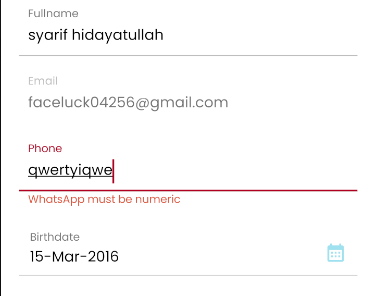 Fullname
syarif hidayatullah
Email
faceluck04256@gmail.com
Phone
qwertyiqwe
WhatsApp must be numeric
Birthdate
15-Mar-2016